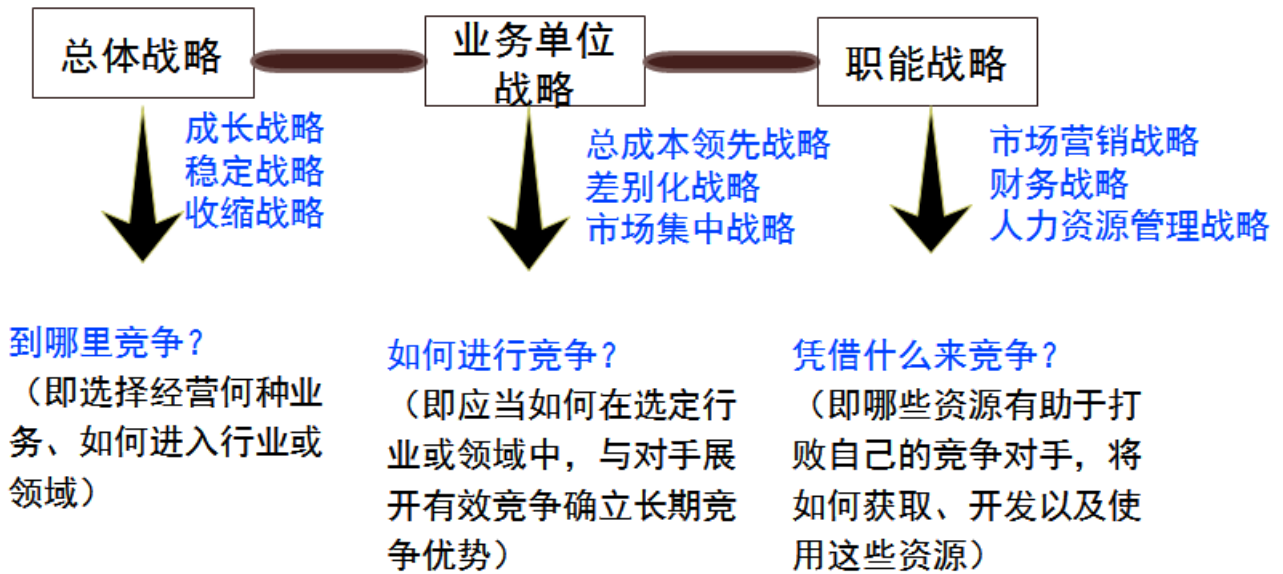 总体战略
业务单位
战略
职能战略
成长战略
稳定战略
收缩战略
总成本领先战略
差别化战略
市场集中战略
市场营销战略
财务战略
人力资源管理战略
到哪里竞争?
（即选择经营何种业
务、如何进入行业或
领域）
如何进行竞争?
（即应当如何在选定行
业或领域中，与对手展
开有效竞争确立长期竞
争优势）
凭借什么来竞争?
（即哪些资源有助于打
败自己的竞争对手，将
如何获取、开发以及使
用这些资源）